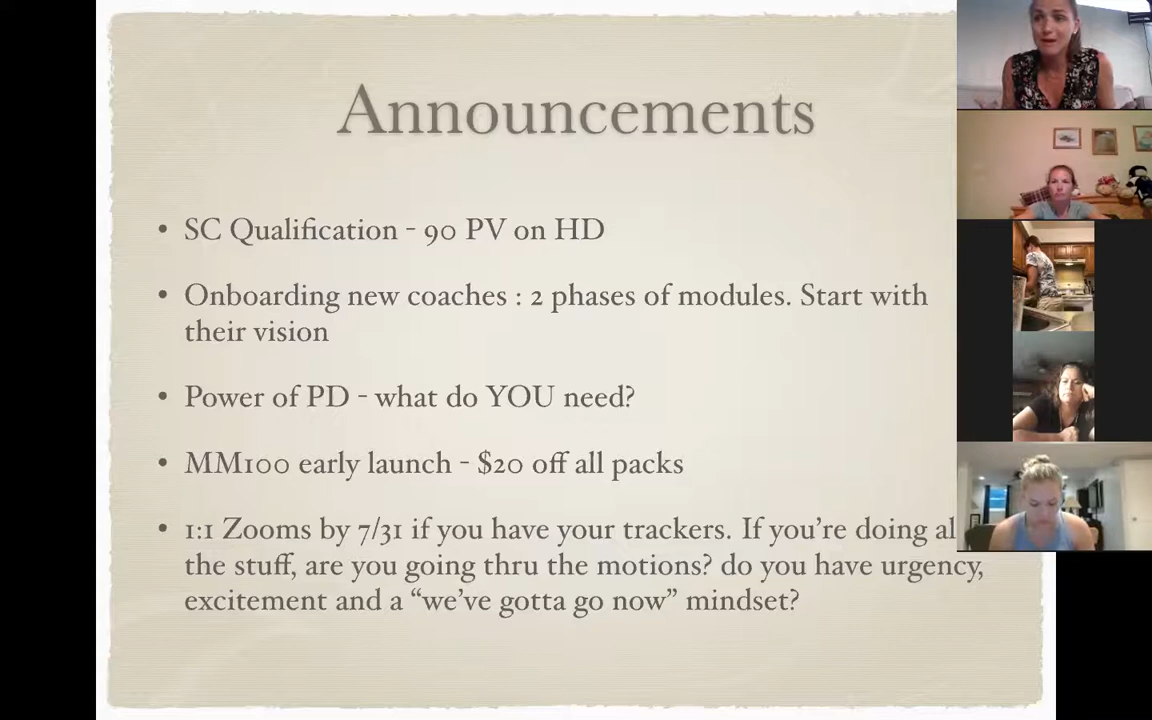 Announcements
• SC Qualification - 90 PV on HD
• Onboarding new coaches : 2 phases of modules. Start with
their vision
• Power of PD - what do YOU need?
• MM100 early launch - $20 off all packs
• 1:1 Zooms by 7/31 if you have your trackers. If you’re doing al
the stuff, are you going thru the motions? do you have urgency,
excitement and a “we’ve gotta go now” mindset?